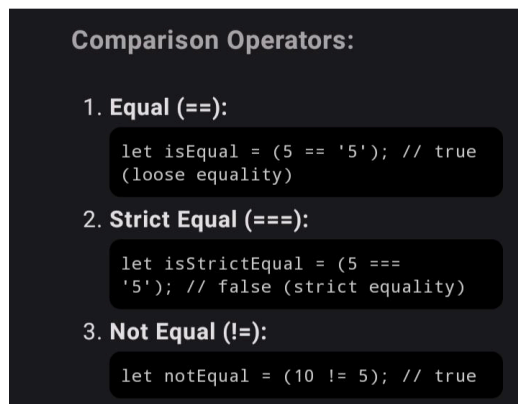 Comparison Operators:
1. Equal (==):
let isEqual = (5 == '5'); // true
(loose equality)
2. Strict Equal (===):
let isStrictEqual = (5 ===
'5'); // false (strict equality)
3. Not Equal (!=):
let notEqual = (10 != 5); // true